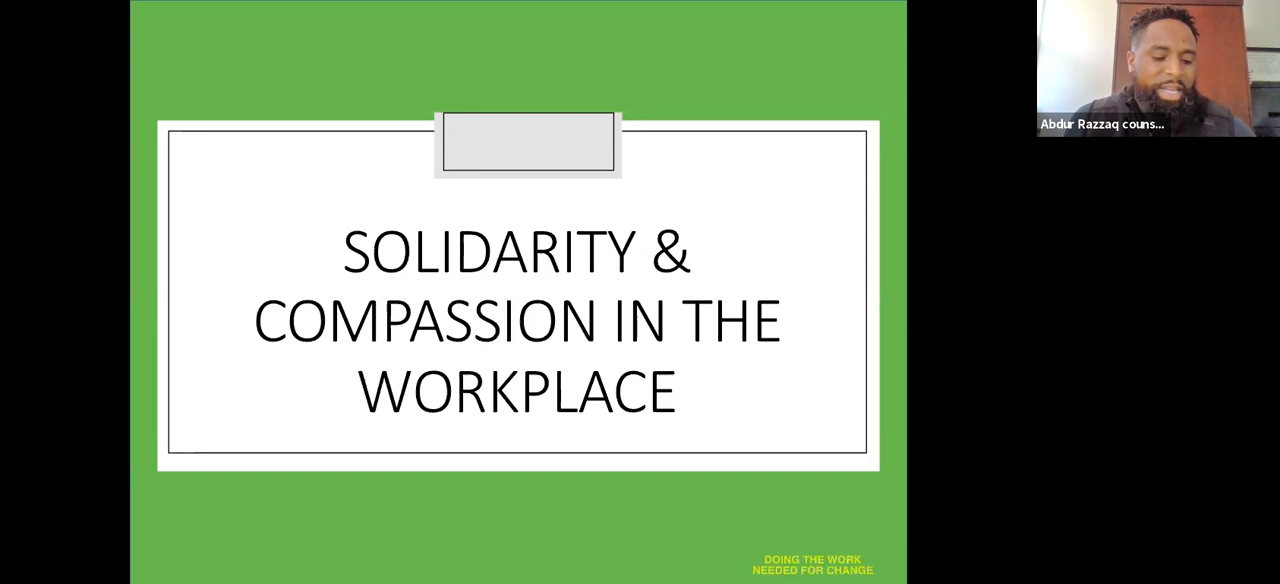 SOLIDARITY &
COMPASSION IN THE
WORKPLACE
Abdur Razzaq couns...
DOING THE WORK
NEEDED FOR CHANGE